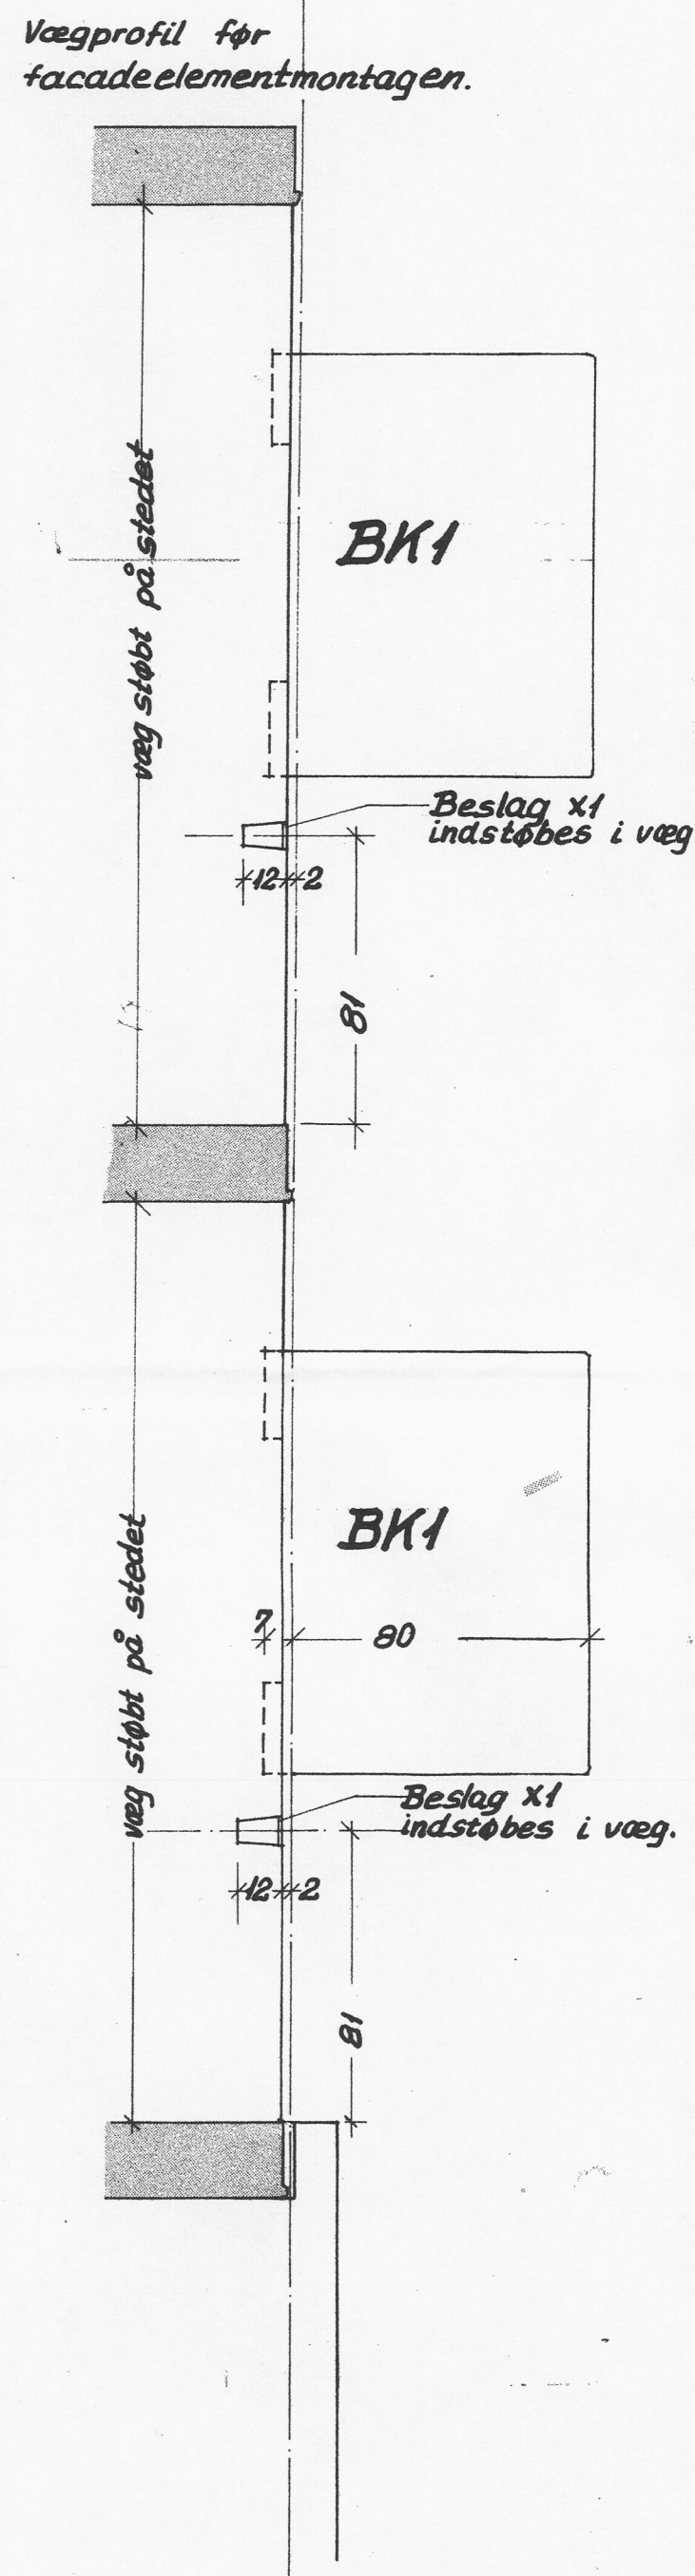 Vægprofil før
facadeelementmontagen.
væg støbt på stedet
BK1
Beslag X1
indstøbes i væg
12 2
81
væg støbt på stedet
BK1
7 80
Beslag X1
indstøbes i væg.
12 2
81